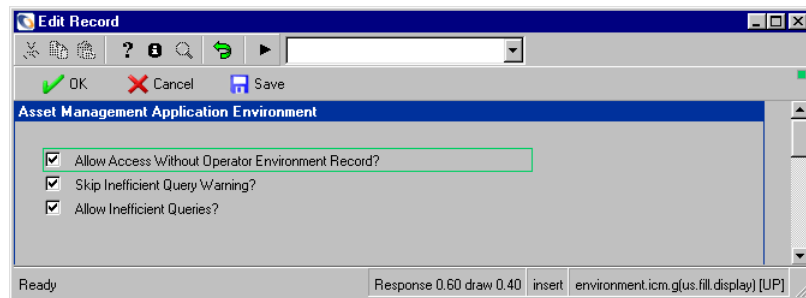 Edit Record
OK Cancel Save
Asset Management Application Environment
Allow Access Without Operator Environment Record?
Skip Inefficient Query Warning?
Allow Inefficient Queries?
Ready Response 0.60 draw 0.40 insert environment.icm.g(us.fill.display) [UP]